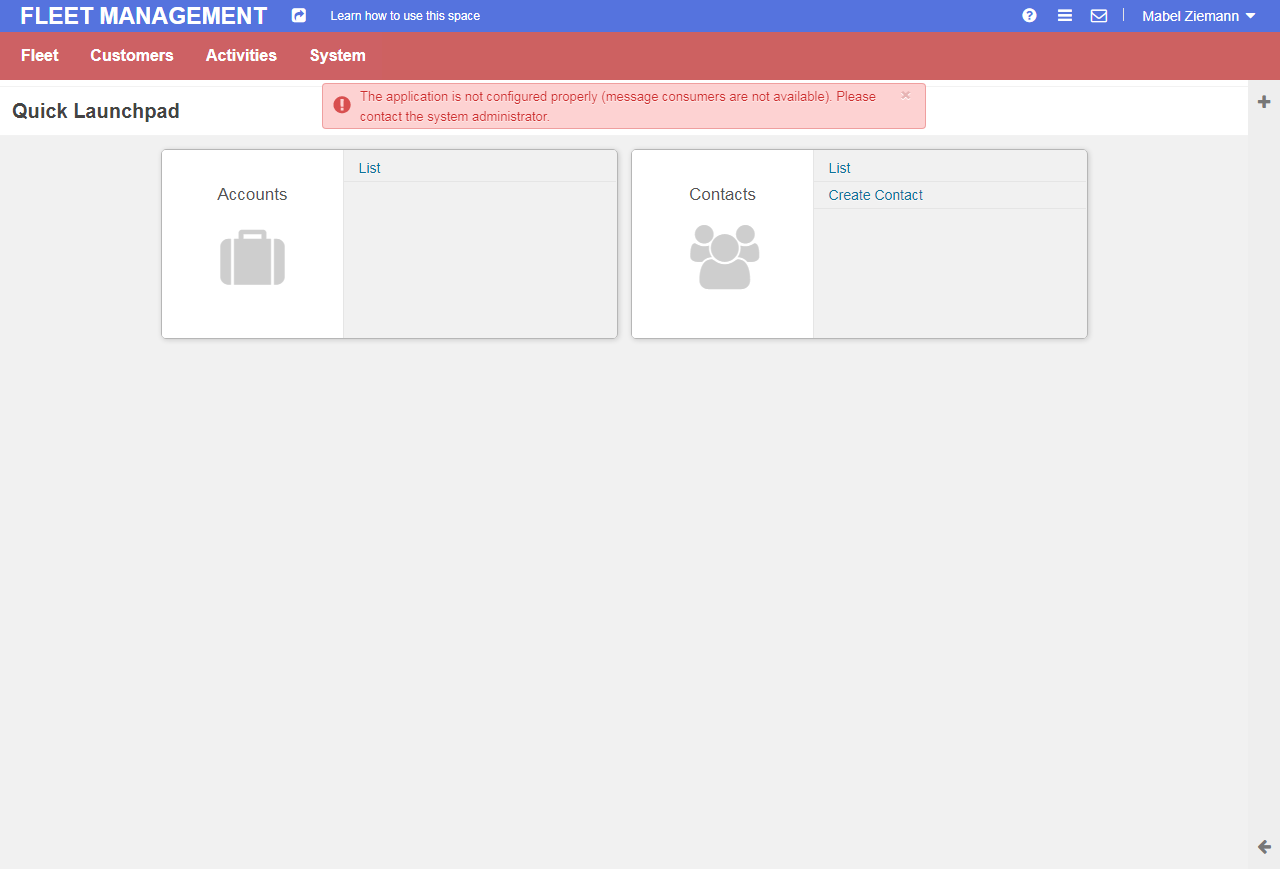 FLEET MANAGEMENT
Learn how to use this space
Mabel Ziemann
Fleet
Customers
Activities
System
The application is not configured properly (message consumers are not available). Please
contact the system administrator.
×
Quick Launchpad
Accounts
List
Contacts
List
Create Contact